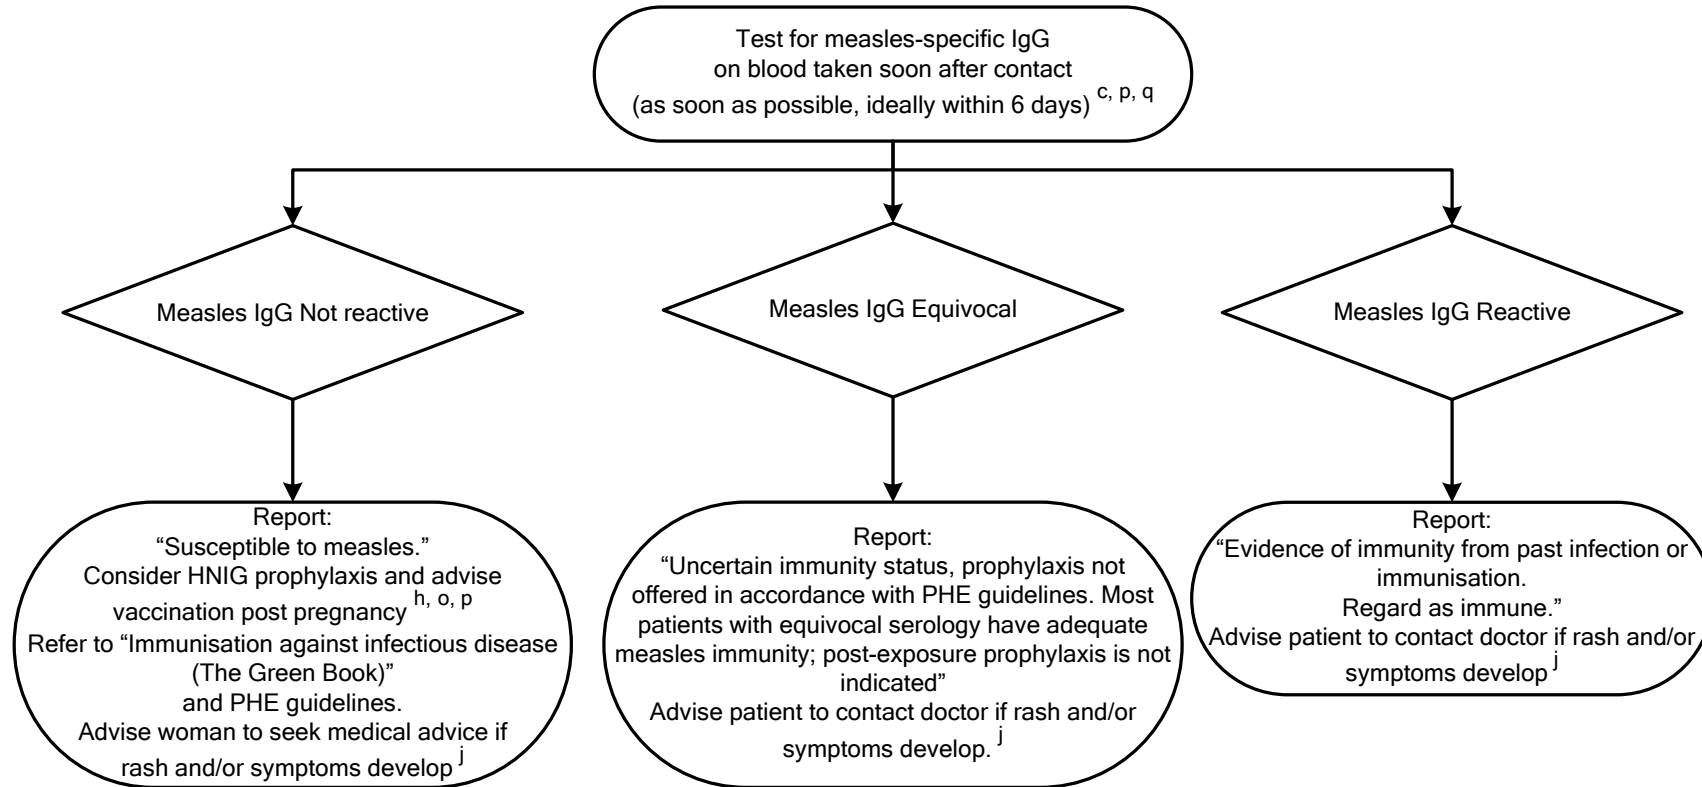 Test for measles-specific IgG
on blood taken soon after contact
(as soon as possible, ideally within 6 days) c, p, q
Measles IgG Not reactive
Measles IgG Equivocal
Measles IgG Reactive
Report:
“Susceptible to measles.”
Consider HNIG prophylaxis and advise
vaccination post pregnancy h, o, p
Refer to “Immunisation against infectious disease
(The Green Book)”
and PHE guidelines.
Advise woman to seek medical advice if
rash and/or symptoms develop j
Report:
“Uncertain immunity status, prophylaxis not
offered in accordance with PHE guidelines. Most
patients with equivocal serology have adequate
measles immunity; post-exposure prophylaxis is not
indicated”
Advise patient to contact doctor if rash and/or
symptoms develop. j
Report:
“Evidence of immunity from past infection or
immunisation.
Regard as immune.”
Advise patient to contact doctor if rash and/or
symptoms develop j